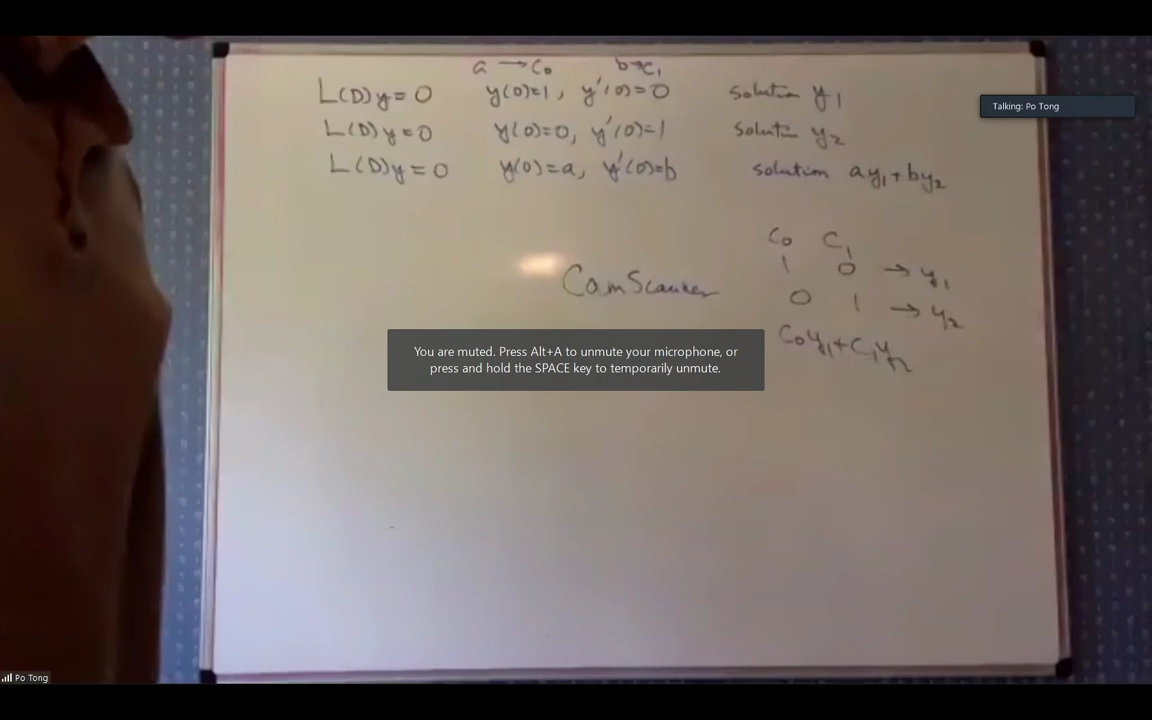 a → C₀ b → C₁
L(D)y = 0 y(0)=1, y'(0)=0 solution y₁
Talking: Po Tong
L(D)y = 0 y(0)=0, y'(0)=1 solution y₂
L(D)y = 0 y(0)=a, y'(0)=b solution ay₁+by₂
C₀ C₁
1 0 → y₁
CamScanner
0 1 → y₂
C₀y₁+C₁y₂
You are muted. Press Alt+A to unmute your microphone, or
press and hold the SPACE key to temporarily unmute.
Po Tong